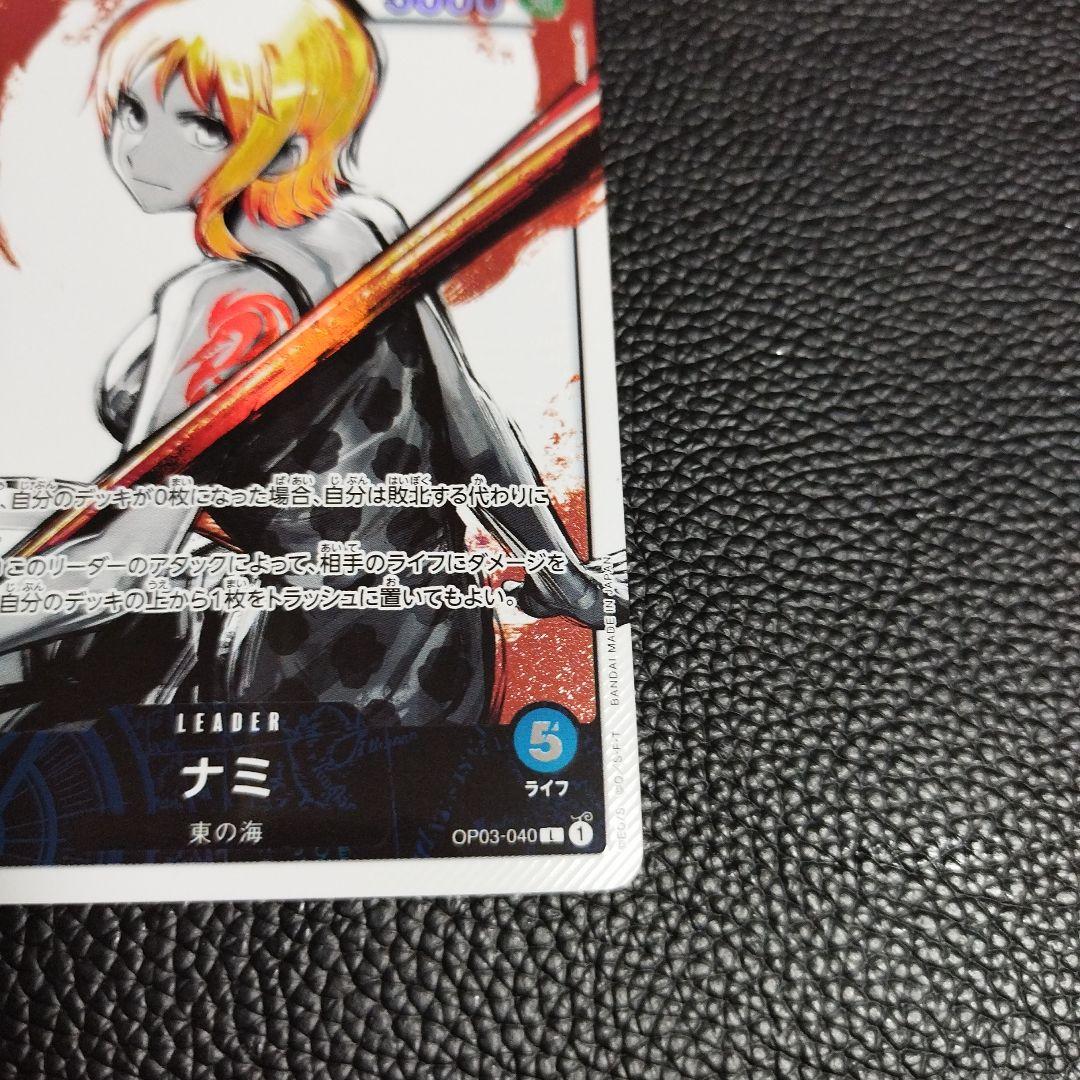 自分のデッキが0枚になった場合、自分は敗北する代わりに
このリーダーのアタックによって、相手のライフにダメージを
自分のデッキの上から1枚をトラッシュに置いてもよい。
LEADER
ナミ
東の海
5
ライフ
OP03-040 L 1
BANDAI MADE IN JAPAN